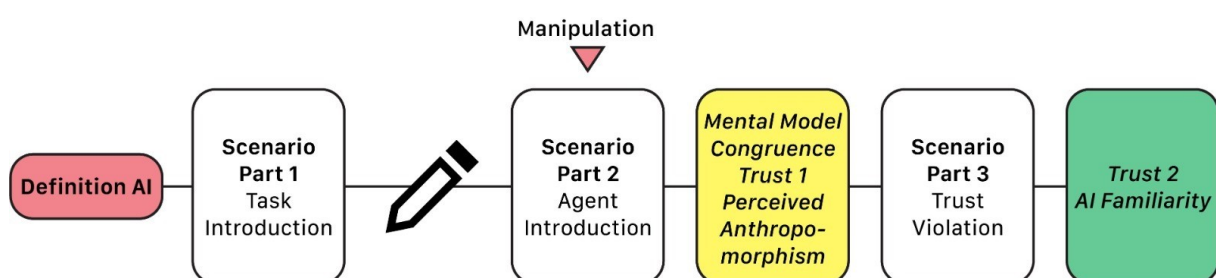 Manipulation
Definition AI
Scenario
Part 1
Task
Introduction
Scenario
Part 2
Agent
Introduction
Mental Model
Congruence
Trust 1
Perceived
Anthropo-
morphism
Scenario
Part 3
Trust
Violation
Trust 2
AI Familiarity